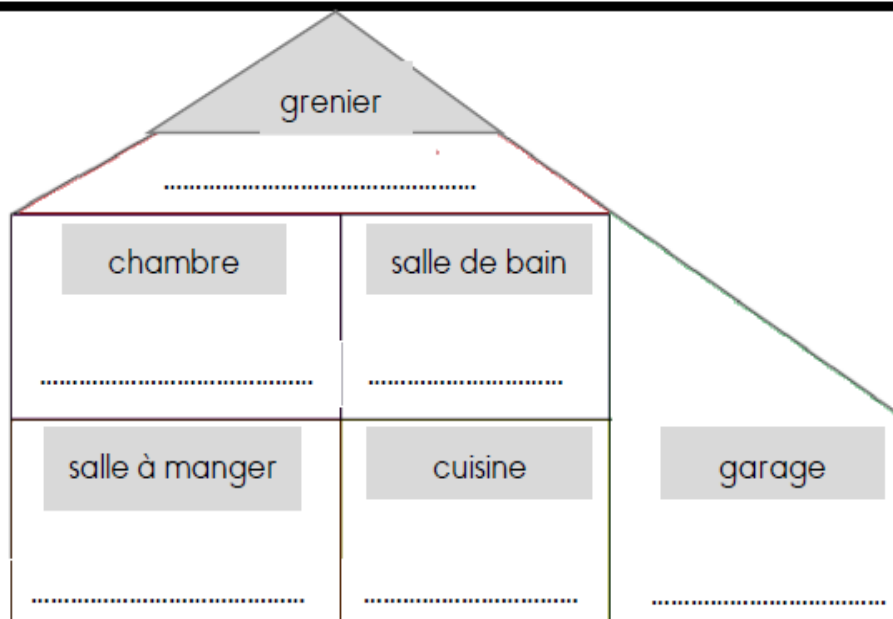 grenier
................................................
chambre
salle de bain
..........................................
..............................
salle à manger
cuisine
garage
..........................................
.................................
....................................